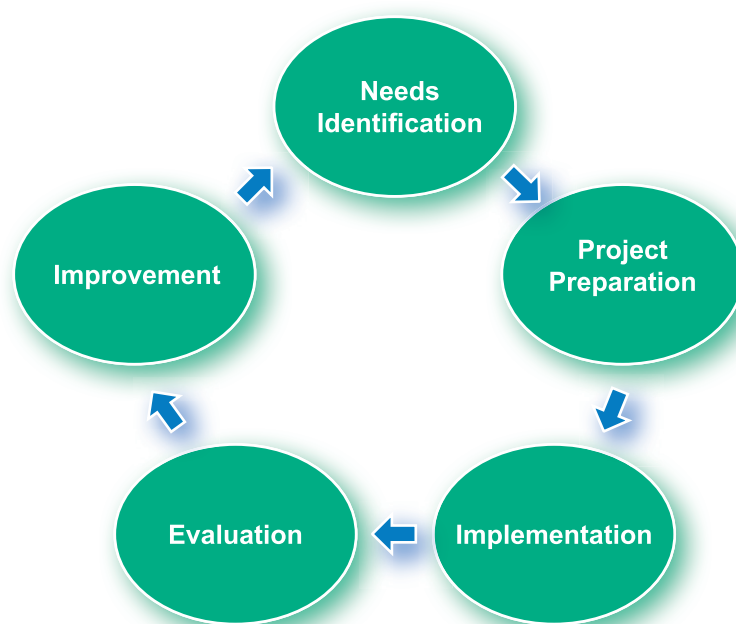 Needs
Identification
Project
Preparation
Implementation
Evaluation
Improvement